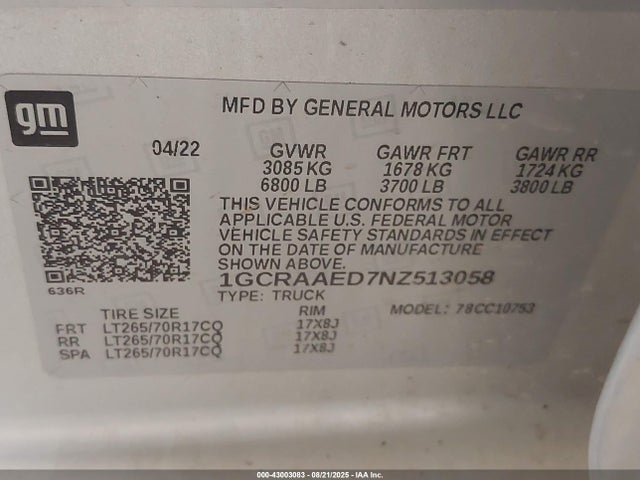 gm
MFD BY GENERAL MOTORS LLC
04/22 GVWR GAWR FRT GAWR RR
3085 KG 1678 KG 1724 KG
6800 LB 3700 LB 3800 LB
THIS VEHICLE CONFORMS TO ALL
APPLICABLE U.S. FEDERAL MOTOR
VEHICLE SAFETY STANDARDS IN EFFECT
ON THE DATE OF MANUFACTURE
SHOWN ABOVE.
1GCRAAED7NZ513058
636R
TYPE: TRUCK MODEL: 78CC10753
TIRE SIZE RIM
FRT LT265/70R17CQ 17X8J
RR LT265/70R17CQ 17X8J
SPA LT265/70R17CQ 17X8J
000-43003083 - 08/21/2025 - IAA Inc.